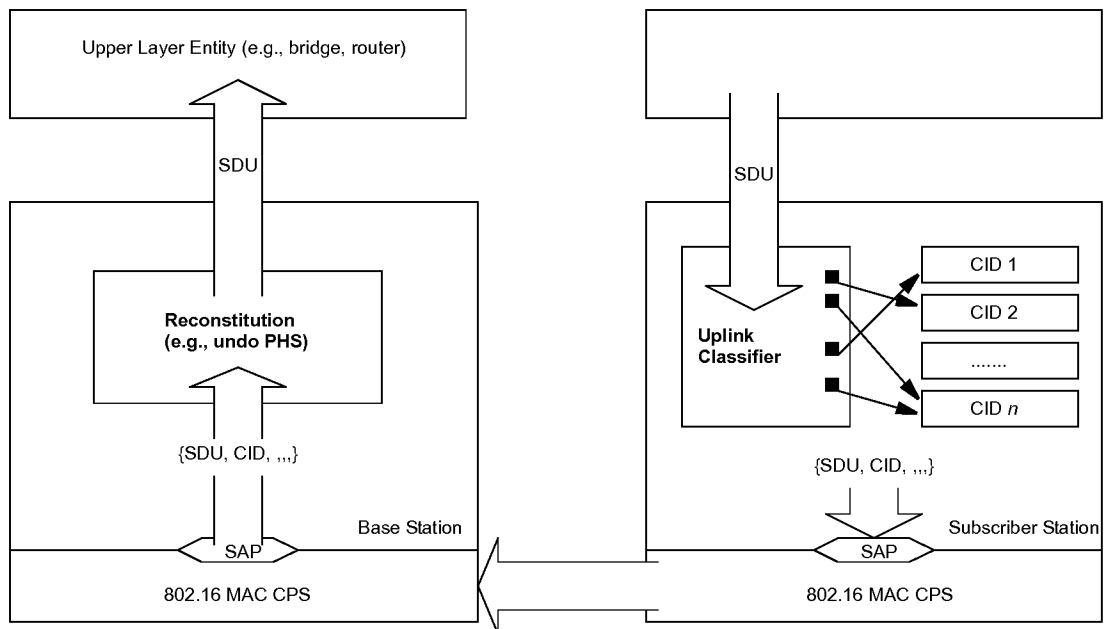 Upper Layer Entity (e.g., bridge, router)
SDU
Reconstitution
(e.g., undo PHS)
{SDU, CID, ,,,}
Base Station
SAP
802.16 MAC CPS
SDU
Uplink
Classifier
CID 1
CID 2
.......
CID n
{SDU, CID, ,,,}
Subscriber Station
SAP
802.16 MAC CPS